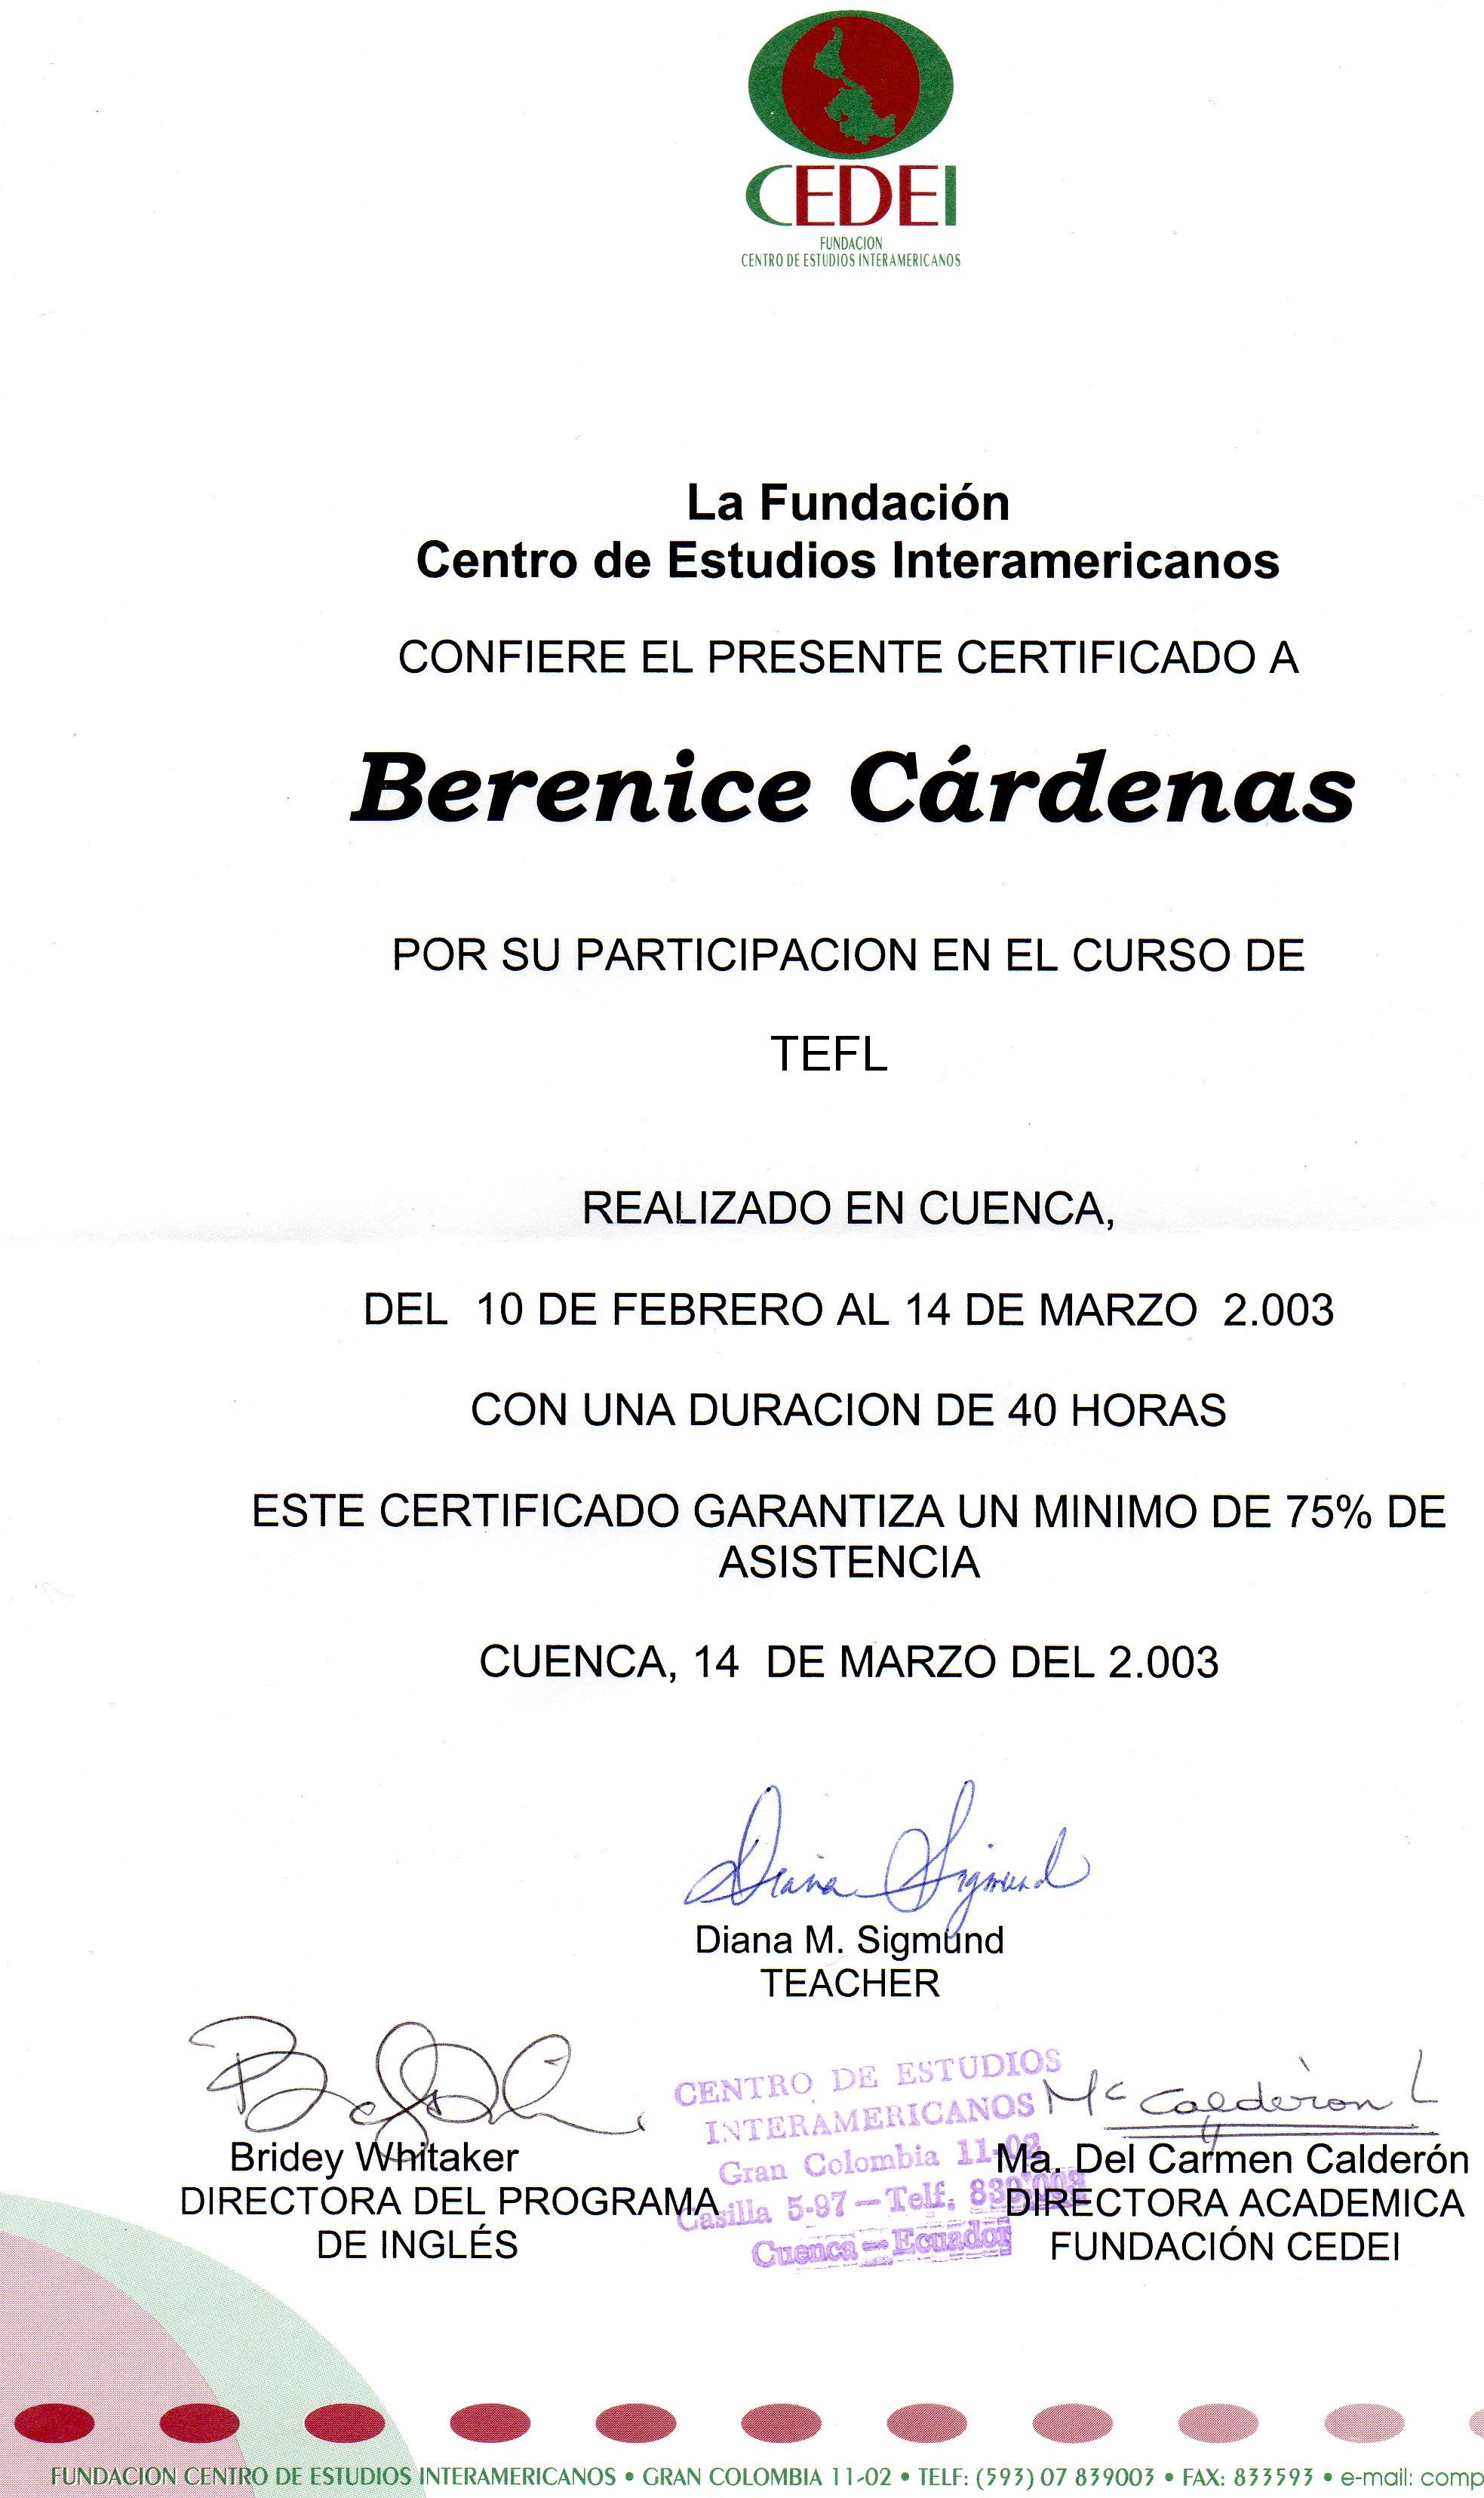 CEDEI
FUNDACION
CENTRO DE ESTUDIOS INTERAMERICANOS
La Fundación
Centro de Estudios Interamericanos
CONFIERE EL PRESENTE CERTIFICADO A
Berenice Cárdenas
POR SU PARTICIPACION EN EL CURSO DE
TEFL
REALIZADO EN CUENCA,
DEL 10 DE FEBRERO AL 14 DE MARZO 2.003
CON UNA DURACION DE 40 HORAS
ESTE CERTIFICADO GARANTIZA UN MINIMO DE 75% DE
ASISTENCIA
CUENCA, 14 DE MARZO DEL 2.003
Diana Sigmund
Diana M. Sigmund
TEACHER
Bridey Whitaker
DIRECTORA DEL PROGRAMA
DE INGLÉS
CENTRO DE ESTUDIOS
INTERAMERICANOS
Gran Colombia 11-02
Casilla 5-97 - Telf.
Cuenca - Ecuador
Mc Calderon L
Ma. Del Carmen Calderón
DIRECTORA ACADEMICA
FUNDACIÓN CEDEI
FUNDACION CENTRO DE ESTUDIOS INTERAMERICANOS • GRAN COLOMBIA 11-02 • TELF: (593) 07 839003 • FAX: 833593 • e-mail: comp